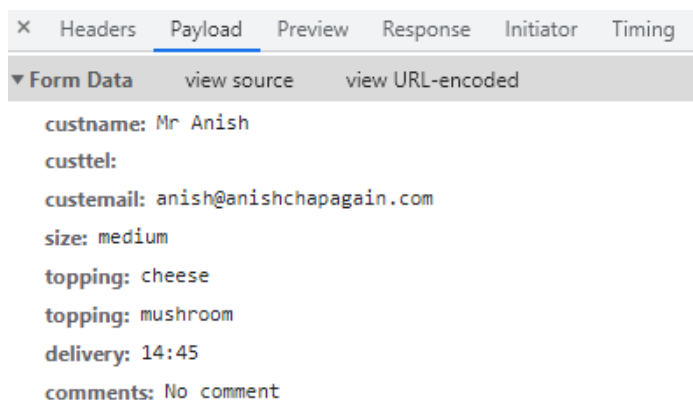 × Headers Payload Preview Response Initiator Timing
▼ Form Data view source view URL-encoded
custname: Mr Anish
custtel:
custemail: anish@anishchapagain.com
size: medium
topping: cheese
topping: mushroom
delivery: 14:45
comments: No comment